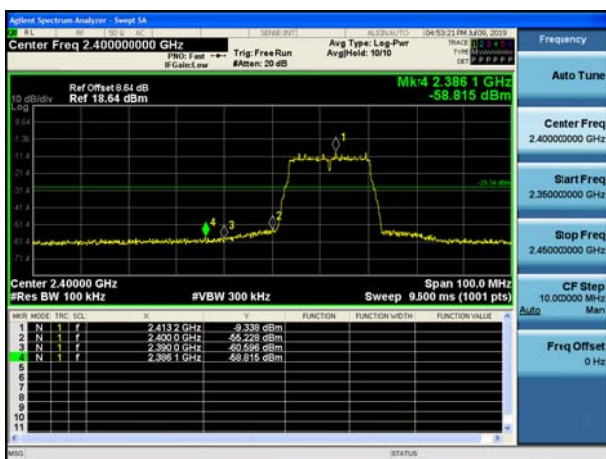 Agilent Spectrum Analyzer - Swept SA
RL RF 50 Ω AC SENSE:INT ALIGNAUTO 04:53:21 PM Jul 09, 2019
Center Freq 2.400000000 GHz
PNO: Fast
IFGain:Low
Trig: Free Run
#Atten: 20 dB
Avg Type: Log-Pwr
Avg|Hold: 10/10
TRACE 1 2 3 4 5 6
TYPE
DET P P P P P P
Frequency
Ref Offset 8.64 dB
Ref 18.64 dBm
10 dB/div
Log
Mkr4 2.386 1 GHz
-58.815 dBm
8.64
-1.36
-11.4
-21.4
-31.4
-41.4
-51.4
-61.4
-71.4
1
2
3
4
Center 2.40000 GHz
#Res BW 100 kHz
#VBW 300 kHz
Span 100.0 MHz
Sweep 9.500 ms (1001 pts)
MKR MODE TRC SCL X Y FUNCTION FUNCTION WIDTH FUNCTION VALUE
1 N 1 f 2.413 2 GHz -9.338 dBm
2 N 1 f 2.400 0 GHz -55.228 dBm
3 N 1 f 2.390 0 GHz -60.596 dBm
4 N 1 f 2.386 1 GHz -58.815 dBm
5
6
7
8
9
10
11
MSG STATUS
Auto Tune
Center Freq
2.400000000 GHz
Start Freq
2.350000000 GHz
Stop Freq
2.450000000 GHz
CF Step
10.000000 MHz
Auto Man
Freq Offset
0 Hz